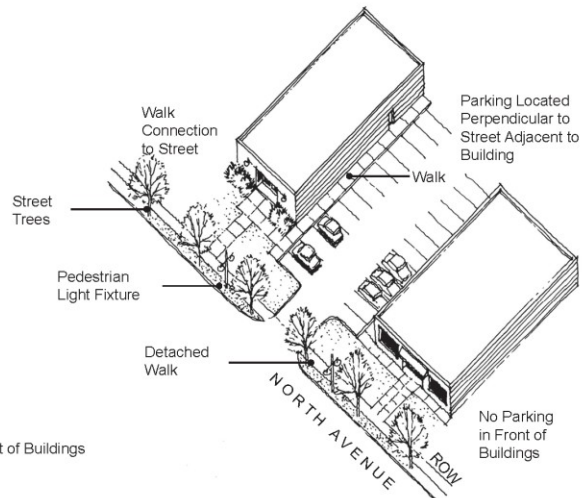 Walk
Connection
to Street
Parking Located
Perpendicular to
Street Adjacent to
Building
Walk
Street
Trees
Pedestrian
Light Fixture
Detached
Walk
NORTH AVENUE
ROW
No Parking
in Front of
Buildings
t of Buildings